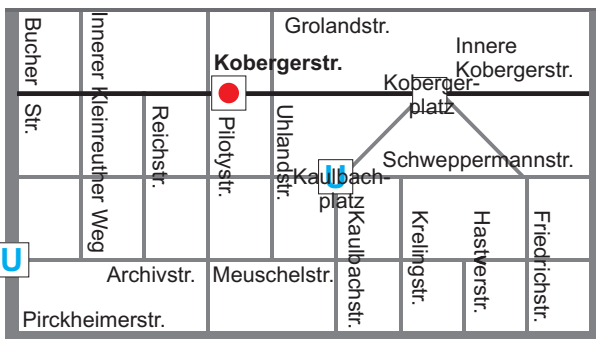 Grolandstr.
Innere
Kobergerstr.
Kobergerstr.
Koberger-
platz
Bucher
Str.
Innerer Kleinreuther Weg
Reichstr.
Pilotystr.
Uhlandstr.
Schweppermannstr.
U
Kaulbach-
platz
Kaulbachstr.
Krelingstr.
Hastverstr.
Friedrichstr.
U
Archivstr.
Meuschelstr.
Pirckheimerstr.